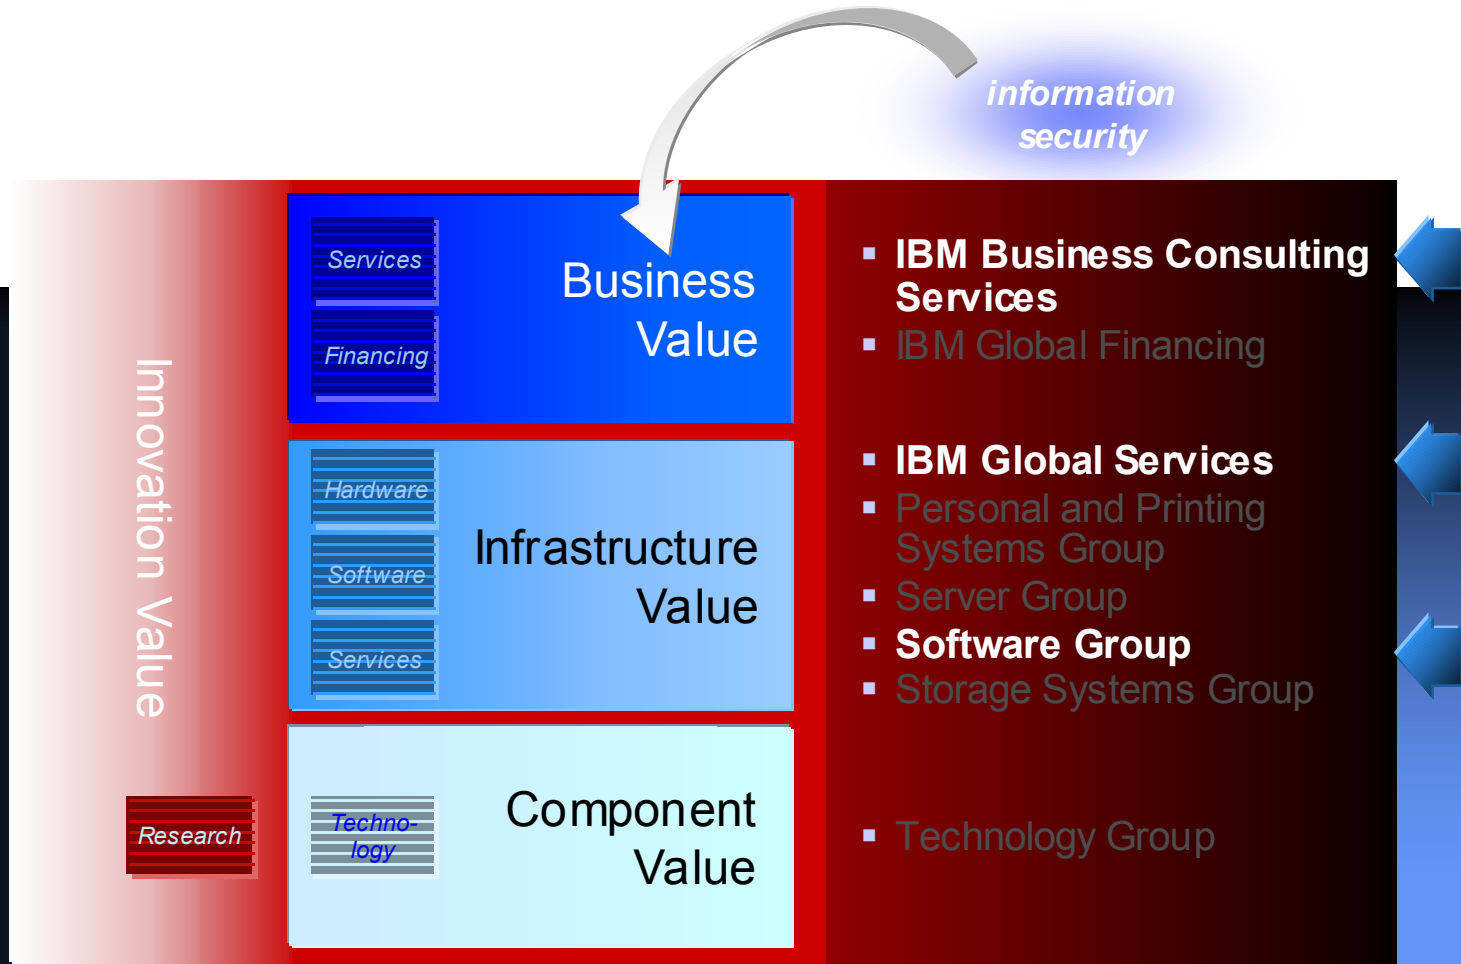 information
security
Innovation Value
Research
Services
Financing
Business
Value
Hardware
Software
Services
Infrastructure
Value
Techno-
logy
Component
Value
IBM Business Consulting
Services
IBM Global Financing
IBM Global Services
Personal and Printing
Systems Group
Server Group
Software Group
Storage Systems Group
Technology Group